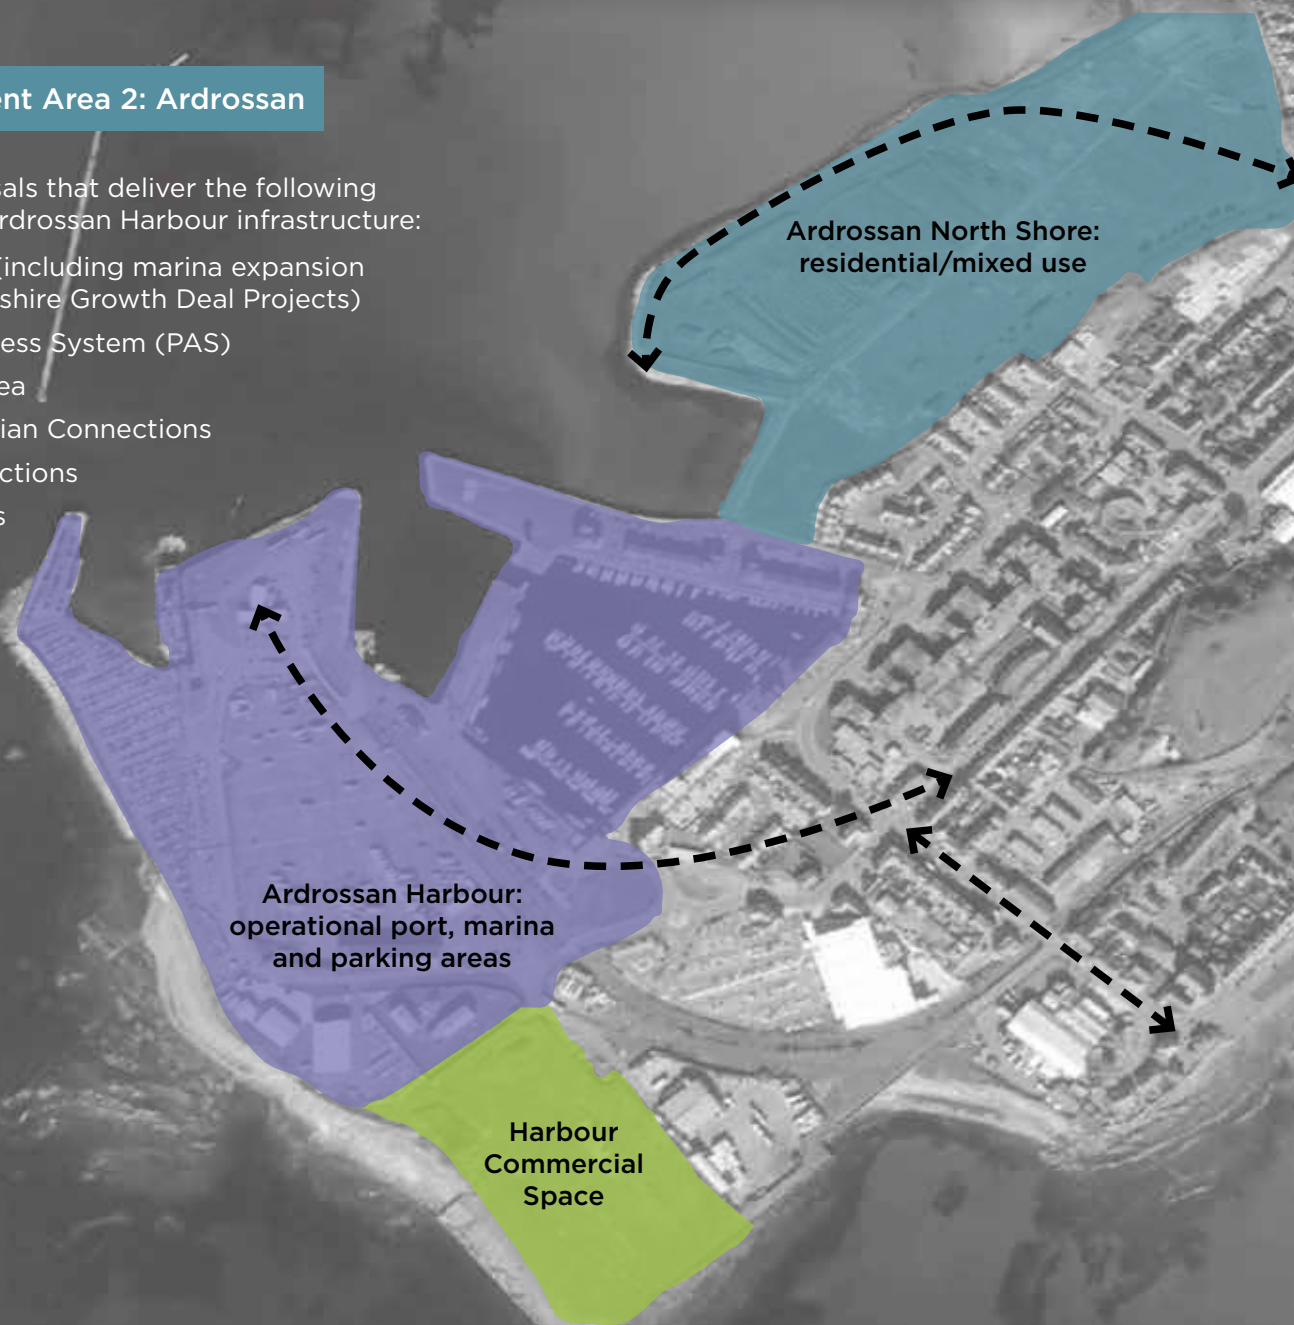 ent Area 2: Ardrossan
sals that deliver the following
rdrossan Harbour infrastructure:
(including marina expansion
shire Growth Deal Projects)
ess System (PAS)
ea
ian Connections
ctions
s
Ardrossan North Shore:
residential/mixed use
Ardrossan Harbour:
operational port, marina
and parking areas
Harbour
Commercial
Space